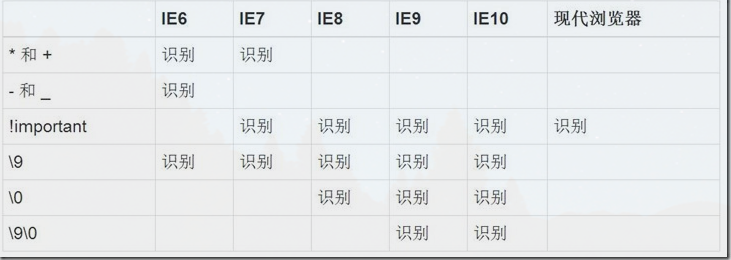 IE6 IE7 IE8 IE9 IE10 现代浏览器
* 和 + 识别 识别
- 和 _ 识别
!important 识别 识别 识别 识别 识别
\9 识别 识别 识别 识别 识别
\0 识别 识别 识别
\9\0 识别 识别